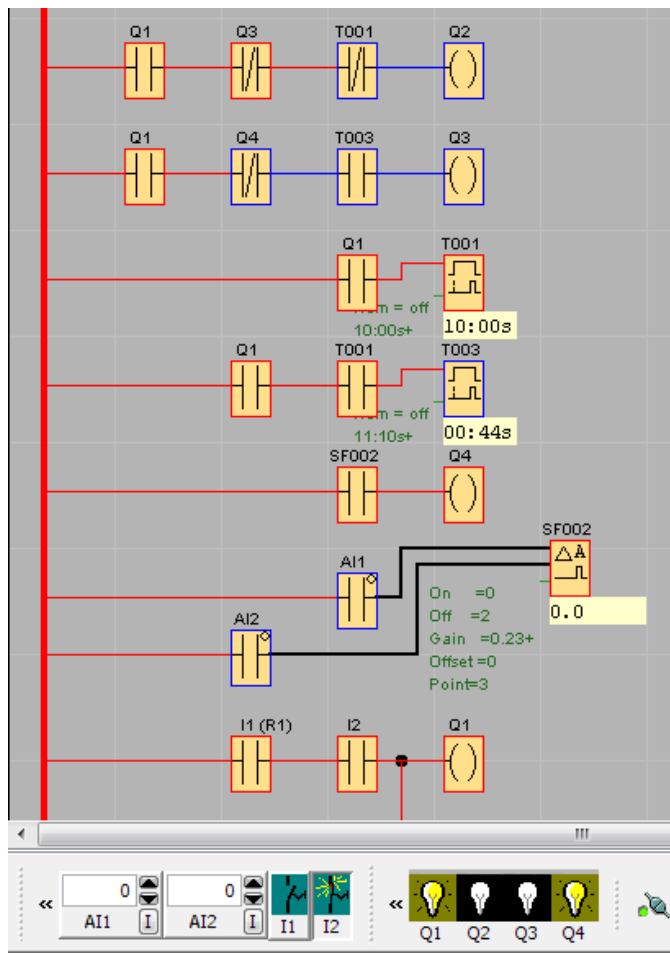 Q1 Q3 T001 Q2
Q1 Q4 T003 Q3
Q1 T001
= off
10:00s+ 10:00s
Q1 T001 T003
= off
11:10s+ 00:44s
SF002 Q4
SF002
AI1
On =0 0.0
AI2 Off =2
Gain =0.23+
Offset=0
Point=3
I1 (R1) I2 Q1
« 0 0 «
AI1 I AI2 I I1 I2 Q1 Q2 Q3 Q4